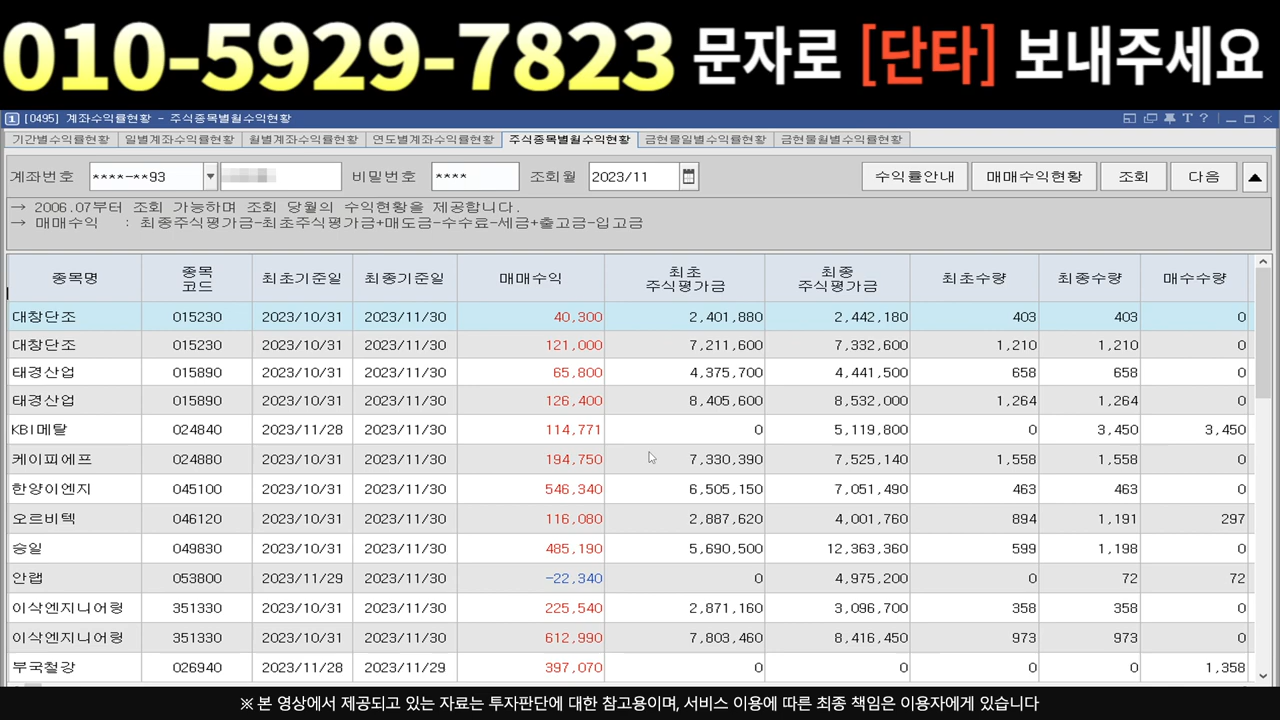 010-5929-7823 문자로 [단타] 보내주세요
1 [0495] 계좌수익률현황 - 주식종목별월수익현황
기간별수익률현황 일별계좌수익률현황 월별계좌수익률현황 연도별계좌수익률현황 주식종목별월수익현황 금현물일별수익률현황 금현물월별수익률현황
계좌번호 ****-**93 비밀번호 **** 조회월 2023/11 수익률안내 매매수익현황 조회 다음
→ 2006.07부터 조회 가능하며 조회 당월의 수익현황을 제공합니다.
→ 매매수익 : 최종주식평가금-최초주식평가금+매도금-수수료-세금+출고금-입고금
종목명 종목코드 최초기준일 최종기준일 매매수익 최초주식평가금 최종주식평가금 최초수량 최종수량 매수수량
대창단조 015230 2023/10/31 2023/11/30 40,300 2,401,880 2,442,180 403 403 0
대창단조 015230 2023/10/31 2023/11/30 121,000 7,211,600 7,332,600 1,210 1,210 0
태경산업 015890 2023/10/31 2023/11/30 65,800 4,375,700 4,441,500 658 658 0
태경산업 015890 2023/10/31 2023/11/30 126,400 8,405,600 8,532,000 1,264 1,264 0
KBI메탈 024840 2023/11/28 2023/11/30 114,771 0 5,119,800 0 3,450 3,450
케이피에프 024880 2023/10/31 2023/11/30 194,750 7,330,390 7,525,140 1,558 1,558 0
한양이엔지 045100 2023/10/31 2023/11/30 546,340 6,505,150 7,051,490 463 463 0
오르비텍 046120 2023/10/31 2023/11/30 116,080 2,887,620 4,001,760 894 1,191 297
승일 049830 2023/10/31 2023/11/30 485,190 5,690,500 12,363,360 599 1,198 0
안랩 053800 2023/11/29 2023/11/30 -22,340 0 4,975,200 0 72 72
이삭엔지니어링 351330 2023/10/31 2023/11/30 225,540 2,871,160 3,096,700 358 358 0
이삭엔지니어링 351330 2023/10/31 2023/11/30 612,990 7,803,460 8,416,450 973 973 0
부국철강 026940 2023/11/28 2023/11/29 397,070 0 0 0 0 1,358
※ 본 영상에서 제공되고 있는 자료는 투자판단에 대한 참고용이며, 서비스 이용에 따른 최종 책임은 이용자에게 있습니다